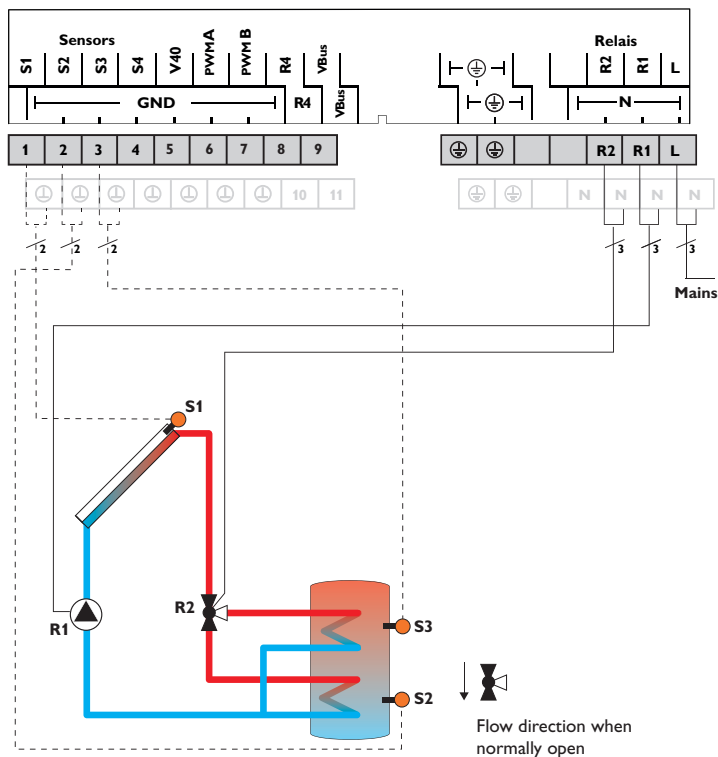 Sensors
Relais
S1 S2 S3 S4 V40 PWMA PWM B R4 VBus
R2 R1 L
GND R4 VBus
N
1 2 3 4 5 6 7 8 9
R2 R1 L
10 11
N N N N
2 2 2
3 3 3
Mains
S1
R2
R1
S3
S2
Flow direction when
normally open